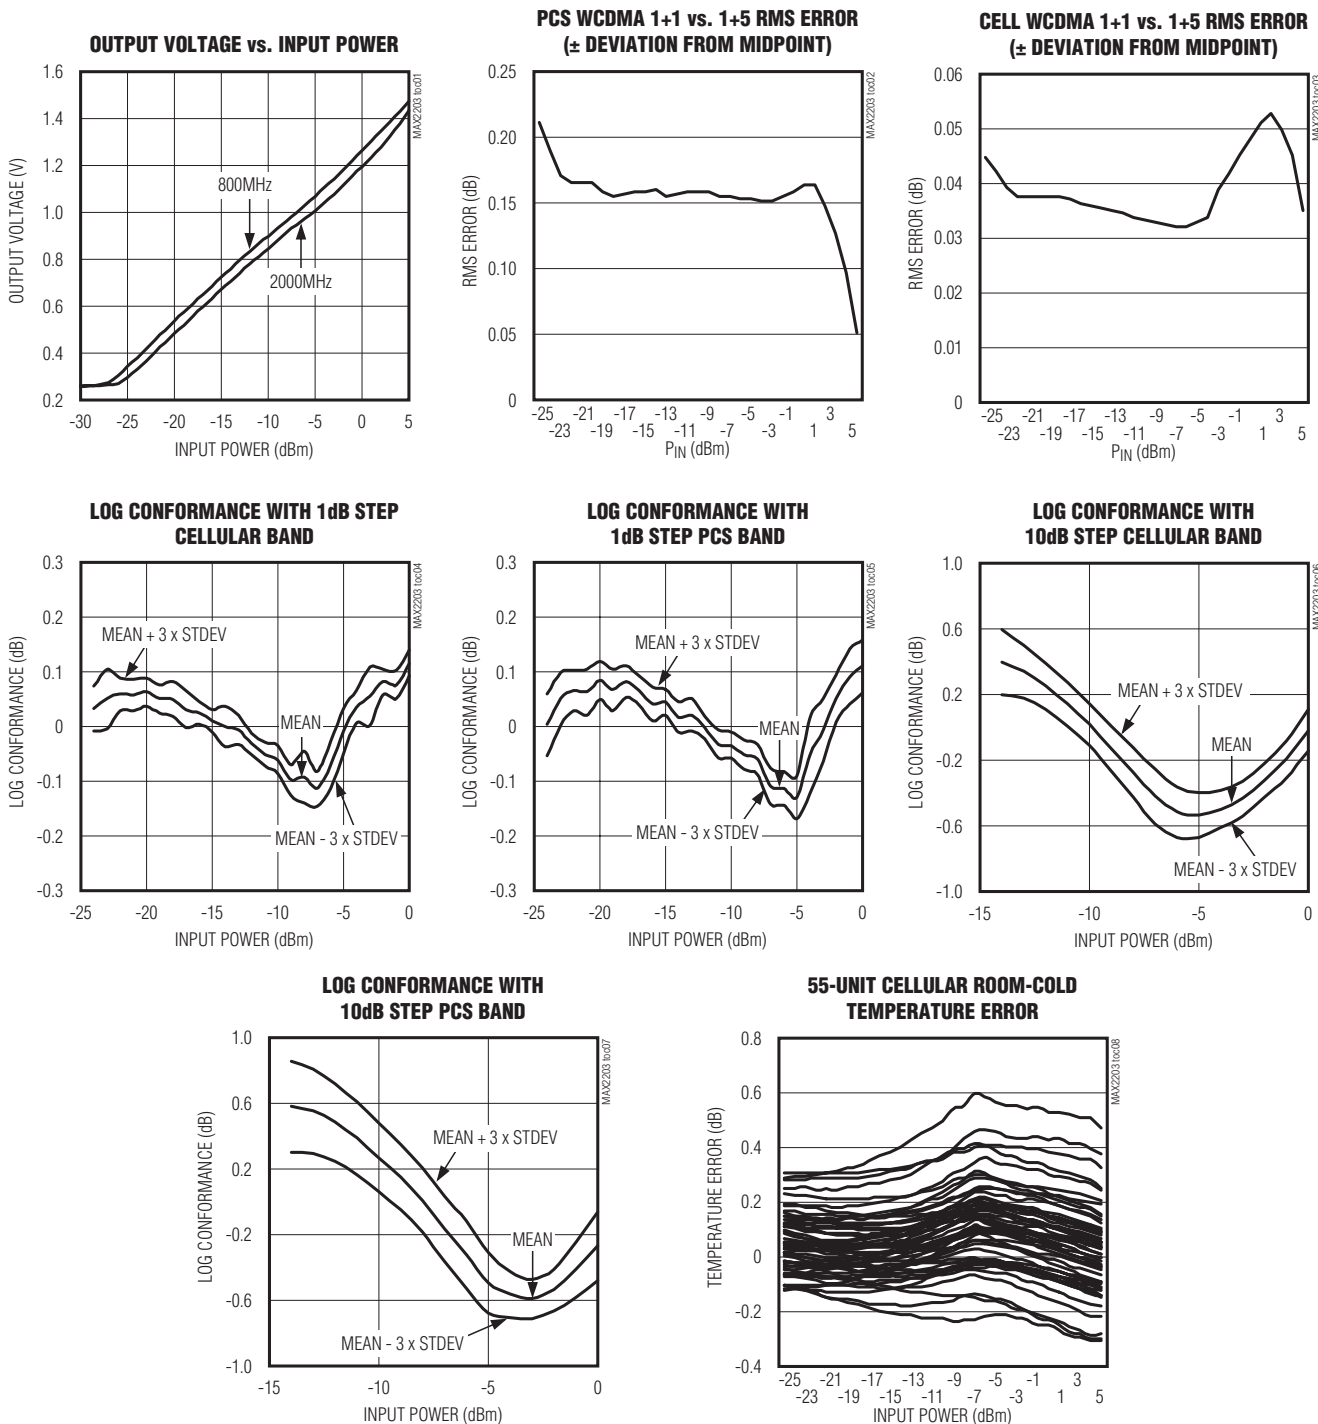 OUTPUT VOLTAGE vs. INPUT POWER
1.6
1.4
1.2
1.0
0.8
0.6
0.4
0.2
OUTPUT VOLTAGE (V)
800MHz
2000MHz
-30 -25 -20 -15 -10 -5 0 5
INPUT POWER (dBm)
MAX2203 toc01
PCS WCDMA 1+1 vs. 1+5 RMS ERROR
(± DEVIATION FROM MIDPOINT)
0.25
0.20
0.15
0.10
0.05
0
RMS ERROR (dB)
-25 -21 -17 -13 -9 -5 -1 3
-23 -19 -15 -11 -7 -3 1 5
PIN (dBm)
MAX2203 toc02
CELL WCDMA 1+1 vs. 1+5 RMS ERROR
(± DEVIATION FROM MIDPOINT)
0.06
0.05
0.04
0.03
0.02
0.01
0
RMS ERROR (dB)
-25 -21 -17 -13 -9 -5 -1 3
-23 -19 -15 -11 -7 -3 1 5
PIN (dBm)
MAX2203 toc03
LOG CONFORMANCE WITH 1dB STEP
CELLULAR BAND
0.3
0.2
0.1
0
-0.1
-0.2
-0.3
LOG CONFORMANCE (dB)
MEAN + 3 x STDEV
MEAN
MEAN - 3 x STDEV
-25 -20 -15 -10 -5 0
INPUT POWER (dBm)
MAX2203 toc04
LOG CONFORMANCE WITH
1dB STEP PCS BAND
0.3
0.2
0.1
0
-0.1
-0.2
-0.3
LOG CONFORMANCE (dB)
MEAN + 3 x STDEV
MEAN
MEAN - 3 x STDEV
-25 -20 -15 -10 -5 0
INPUT POWER (dBm)
MAX2203 toc05
LOG CONFORMANCE WITH
10dB STEP CELLULAR BAND
1.0
0.6
0.2
-0.2
-0.6
-1.0
LOG CONFORMANCE (dB)
MEAN + 3 x STDEV
MEAN
MEAN - 3 x STDEV
-15 -10 -5 0
INPUT POWER (dBm)
MAX2203 toc06
LOG CONFORMANCE WITH
10dB STEP PCS BAND
1.0
0.6
0.2
-0.2
-0.6
-1.0
LOG CONFORMANCE (dB)
MEAN + 3 x STDEV
MEAN
MEAN - 3 x STDEV
-15 -10 -5 0
INPUT POWER (dBm)
MAX2203 toc07
55-UNIT CELLULAR ROOM-COLD
TEMPERATURE ERROR
0.8
0.6
0.4
0.2
0
-0.2
-0.4
TEMPERATURE ERROR (dB)
-25 -21 -17 -13 -9 -5 -1 3
-23 -19 -15 -11 -7 -3 1 5
INPUT POWER (dBm)
MAX2203 toc08